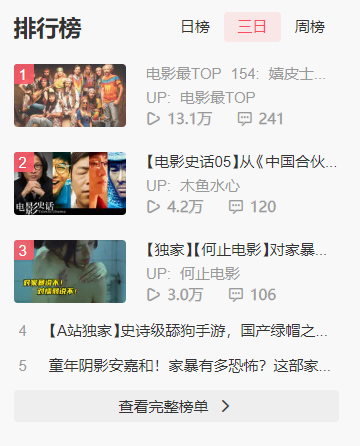 排行榜
日榜 三日 周榜
1
电影最TOP 154: 嬉皮士...
UP: 电影最TOP
13.1万 241
2
【电影史话05】从《中国合伙...
电影史话
UP: 木鱼水心
4.2万 120
3
【独家】【何止电影】对家暴...
对家暴说不!
UP: 何止电影
3.0万 106
4 【A站独家】史诗级舔狗手游，国产绿帽之...
5 童年阴影安嘉和！家暴有多恐怖？这部家...
查看完整榜单